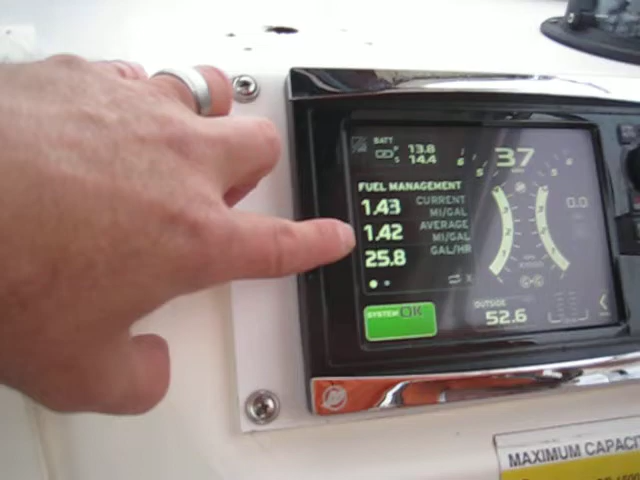 BATT
P 13.8
S 14.4
37
FUEL MANAGEMENT
1.43 CURRENT MI/GAL
1.42 AVERAGE MI/GAL
25.8 GAL/HR
0.0
SYSTEM OK
OUTSIDE
52.6
MAXIMUM CAPACIT